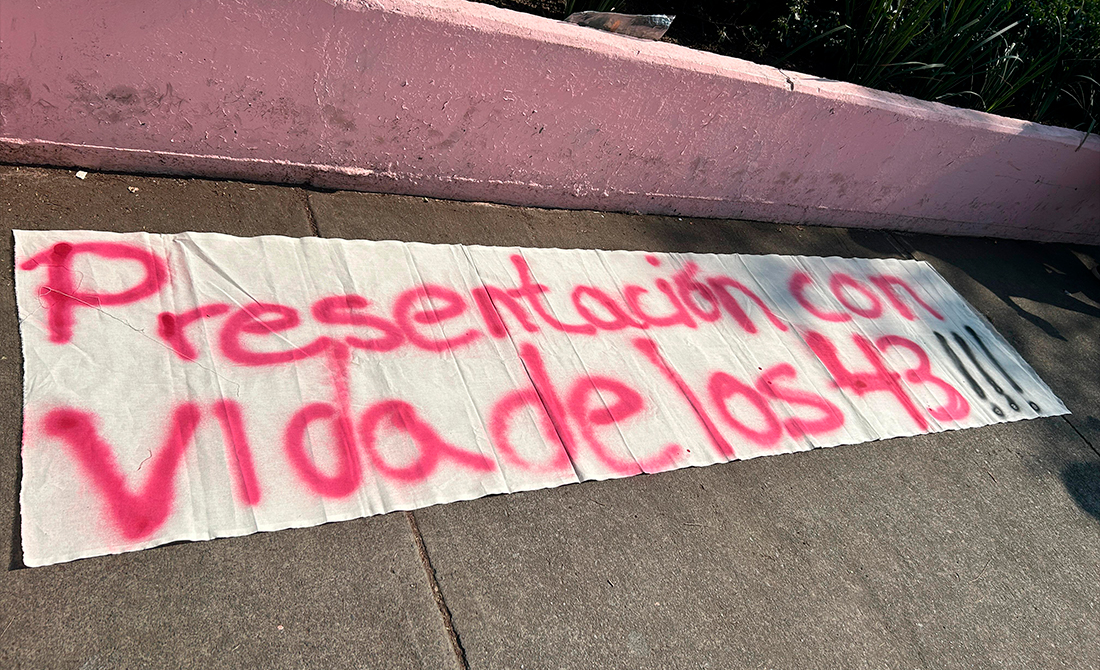 Presentación con
vida de los 43 !!!